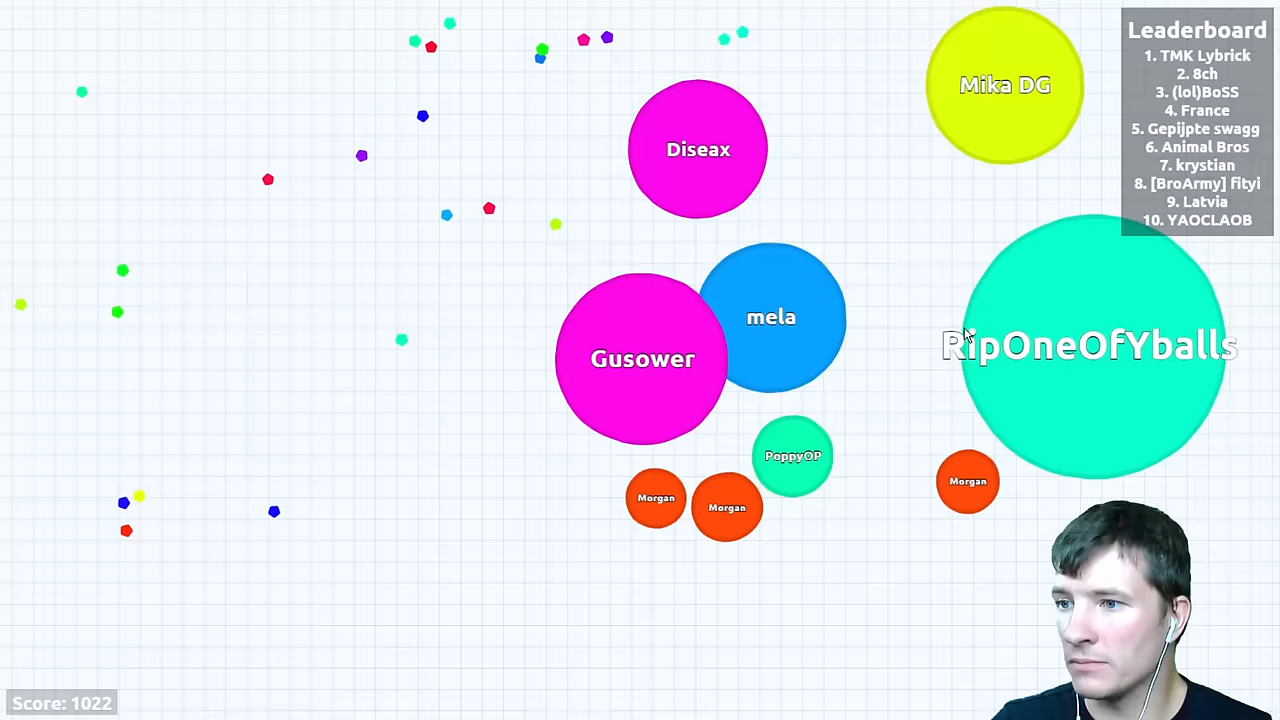 Mika DG
Diseax
mela
Gusower
RipOneOfYballs
PoppyOP
Morgan
Morgan
Morgan
Leaderboard
1. TMK Lybrick
2. 8ch
3. (lol)BoSS
4. France
5. Gepijpte swagg
6. Animal Bros
7. krystian
8. [BroArmy] fityi
9. Latvia
10. YAOCLAOB
Score: 1022